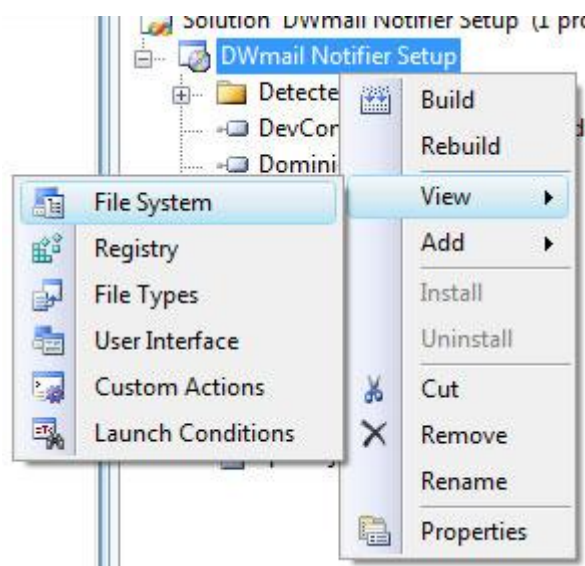 Solution 'DWmail Notifier Setup' (1 pro
DWmail Notifier Setup
Detecte
DevCor
Domini
Build
Rebuild
View
Add
Install
Uninstall
Cut
Remove
Rename
Properties
File System
Registry
File Types
User Interface
Custom Actions
Launch Conditions